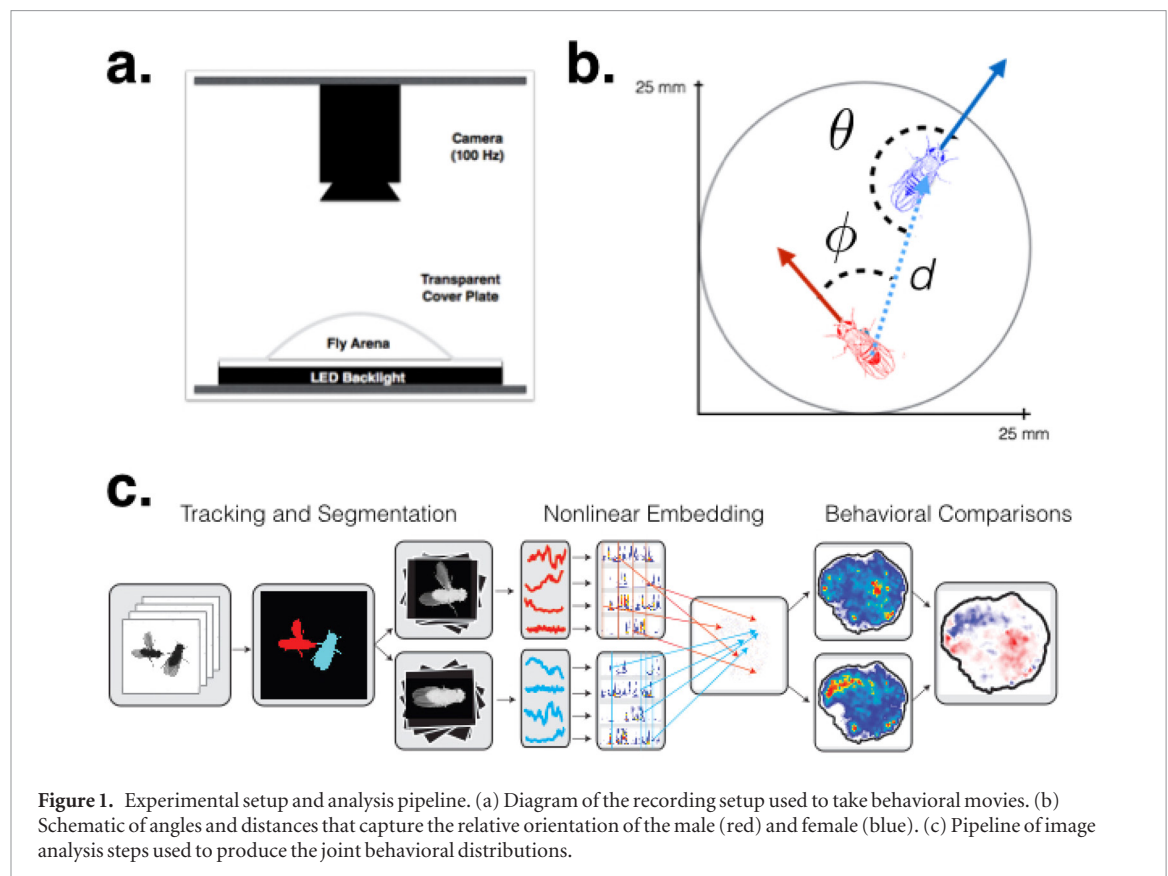 a.
Camera
(100 Hz)
Transparent
Cover Plate
Fly Arena
LED Backlight
b.
25 mm
θ
ϕ
d
25 mm
c.
Tracking and Segmentation
Nonlinear Embedding
Behavioral Comparisons
Figure 1. Experimental setup and analysis pipeline. (a) Diagram of the recording setup used to take behavioral movies. (b)
Schematic of angles and distances that capture the relative orientation of the male (red) and female (blue). (c) Pipeline of image
analysis steps used to produce the joint behavioral distributions.